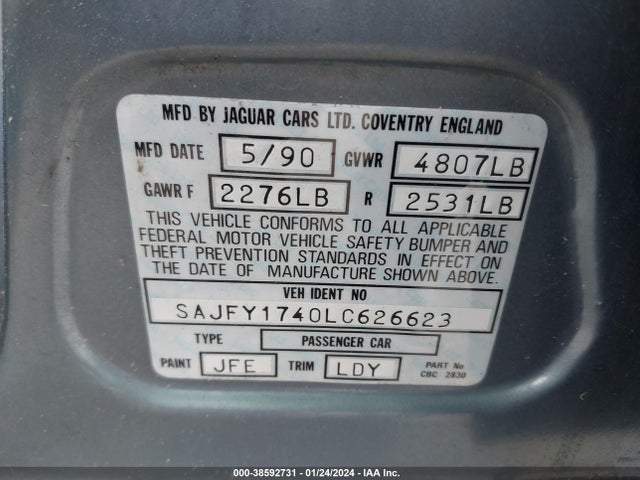 MFD BY JAGUAR CARS LTD. COVENTRY ENGLAND
MFD DATE 5/90 GVWR 4807LB
GAWR F 2276LB R 2531LB
THIS VEHICLE CONFORMS TO ALL APPLICABLE
FEDERAL MOTOR VEHICLE SAFETY BUMPER AND
THEFT PREVENTION STANDARDS IN EFFECT ON
THE DATE OF MANUFACTURE SHOWN ABOVE.
VEH IDENT NO
SAJFY1740LC626623
TYPE PASSENGER CAR
PAINT JFE TRIM LDY PART No
CBC 2830
000-38592731 - 01/24/2024 - IAA Inc.